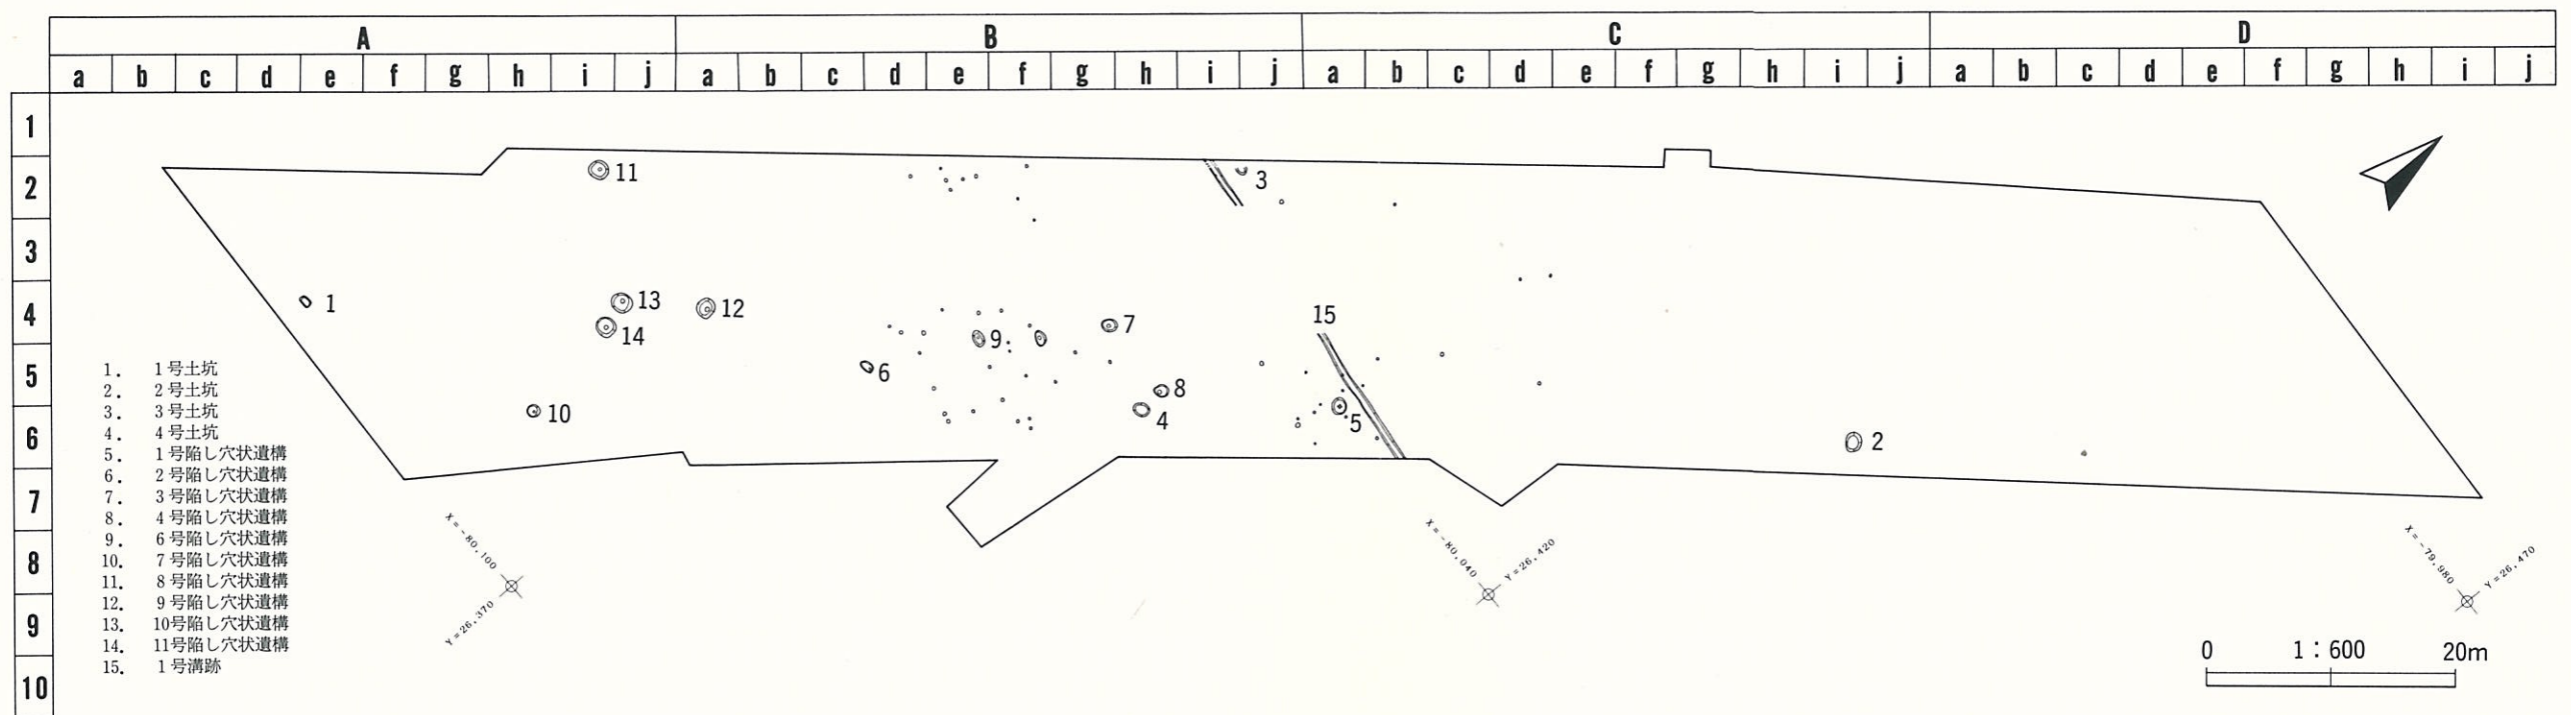 A B C D
a b c d e f g h i j a b c d e f g h i j a b c d e f g h i j a b c d e f g h i j
1
2
3
4
5
6
7
8
9
10
11
3
1
13
12
14
9
7
15
6
8
10
4
5
2
1. 1号土坑
2. 2号土坑
3. 3号土坑
4. 4号土坑
5. 1号陥し穴状遺構
6. 2号陥し穴状遺構
7. 3号陥し穴状遺構
8. 4号陥し穴状遺構
9. 6号陥し穴状遺構
10. 7号陥し穴状遺構
11. 8号陥し穴状遺構
12. 9号陥し穴状遺構
13. 10号陥し穴状遺構
14. 11号陥し穴状遺構
15. 1号溝跡
X=-80,100
Y=26,370
X=-80,040
Y=26,420
X=-79,980
Y=26,470
0 1:600 20m